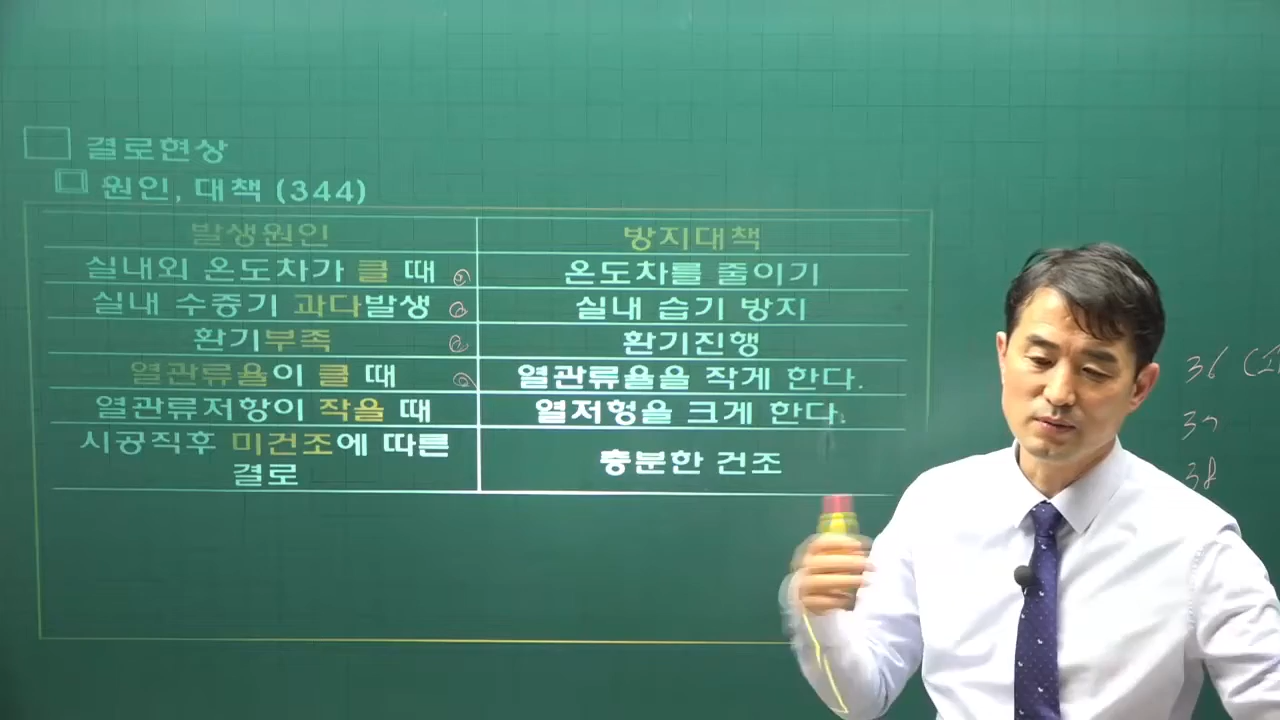 결로현상
원인, 대책 (344)
발생원인 방지대책
실내외 온도차가 클 때 온도차를 줄이기
실내 수증기 과다발생 실내 습기 방지
환기부족 환기진행
열관류율이 클 때 열관류율을 작게 한다.
열관류저항이 작을 때 열저형을 크게 한다.
시공직후 미건조에 따른
결로 충분한 건조
36
37
38